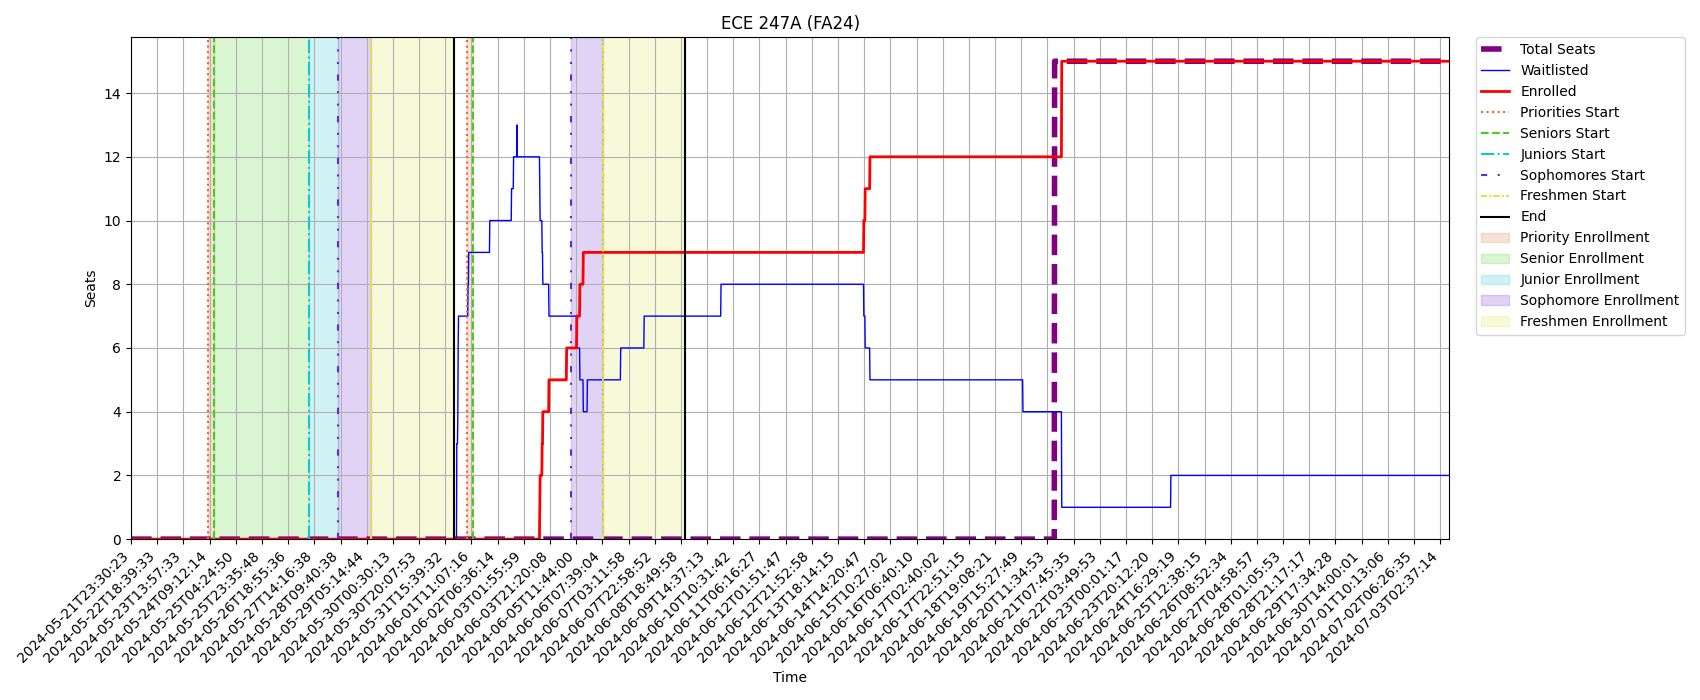 ECE 247A (FA24)
Seats
14
12
10
8
6
4
2
0
2024-05-21T23:30:23
2024-05-22T18:39:33
2024-05-23T13:57:33
2024-05-24T09:12:14
2024-05-25T04:24:50
2024-05-25T23:35:48
2024-05-26T18:55:36
2024-05-27T14:16:38
2024-05-28T09:40:38
2024-05-29T05:14:44
2024-05-30T00:30:13
2024-05-30T20:07:53
2024-05-31T15:39:32
2024-06-01T11:07:16
2024-06-02T06:36:14
2024-06-03T01:55:59
2024-06-03T21:20:08
2024-06-05T11:44:00
2024-06-06T07:39:04
2024-06-07T03:11:58
2024-06-07T22:58:52
2024-06-08T18:49:58
2024-06-09T14:37:13
2024-06-10T10:31:42
2024-06-11T06:16:27
2024-06-12T01:51:47
2024-06-12T21:52:58
2024-06-13T18:14:15
2024-06-14T14:20:47
2024-06-15T10:27:02
2024-06-16T06:40:10
2024-06-17T02:40:02
2024-06-17T22:51:15
2024-06-18T19:08:21
2024-06-19T15:27:49
2024-06-20T11:34:53
2024-06-21T07:45:35
2024-06-22T03:49:53
2024-06-23T00:01:17
2024-06-23T20:12:20
2024-06-24T16:29:19
2024-06-25T12:38:15
2024-06-26T08:52:34
2024-06-27T04:58:57
2024-06-28T01:05:53
2024-06-28T21:17:17
2024-06-29T17:34:28
2024-06-30T14:00:01
2024-07-01T10:13:06
2024-07-02T06:26:35
2024-07-03T02:37:14
Time
Total Seats
Waitlisted
Enrolled
Priorities Start
Seniors Start
Juniors Start
Sophomores Start
Freshmen Start
End
Priority Enrollment
Senior Enrollment
Junior Enrollment
Sophomore Enrollment
Freshmen Enrollment